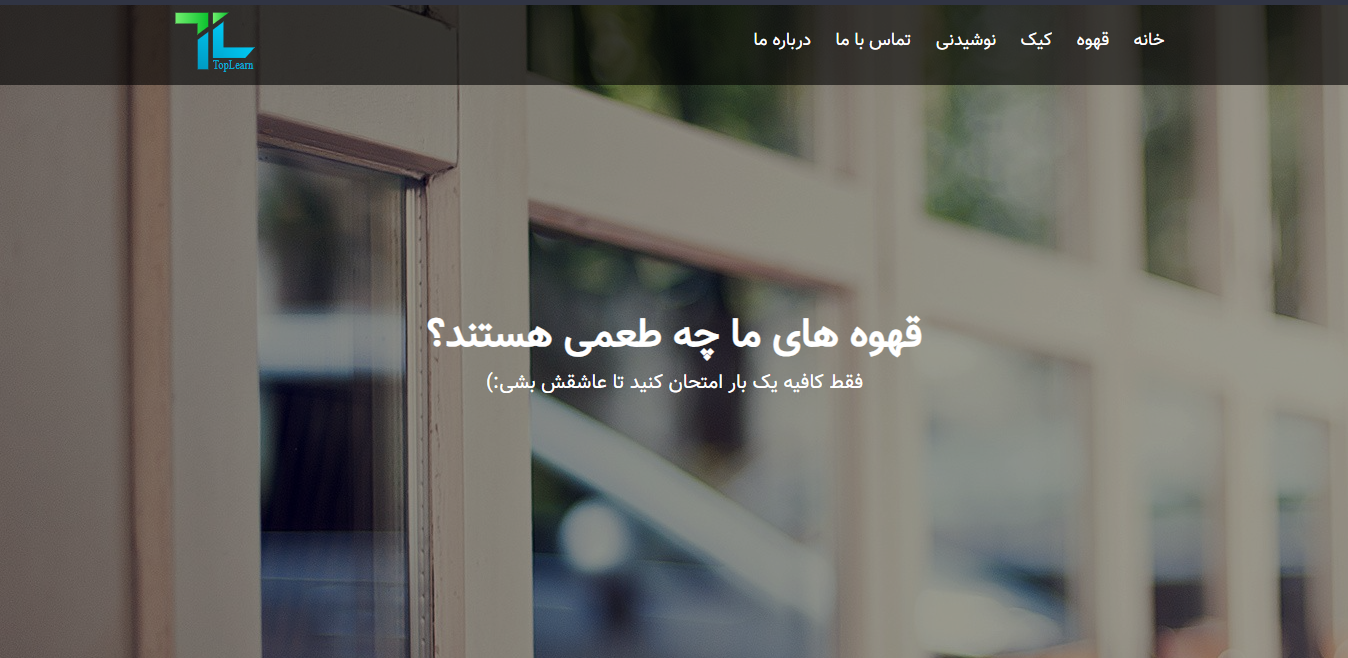 خانه قهوه کیک نوشیدنی تماس با ما درباره ما
TopLearn
قهوه های ما چه طعمی هستند؟
فقط کافیه یک بار امتحان کنید تا عاشقش بشی:)